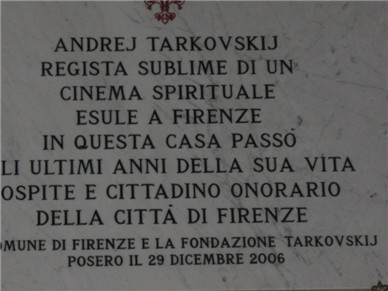 ANDREJ TARKOVSKIJ
REGISTA SUBLIME DI UN
CINEMA SPIRITUALE
ESULE A FIRENZE
IN QUESTA CASA PASSÒ
LI ULTIMI ANNI DELLA SUA VITA
OSPITE E CITTADINO ONORARIO
DELLA CITTÀ DI FIRENZE
OMUNE DI FIRENZE E LA FONDAZIONE TARKOVSKIJ
POSERO IL 29 DICEMBRE 2006